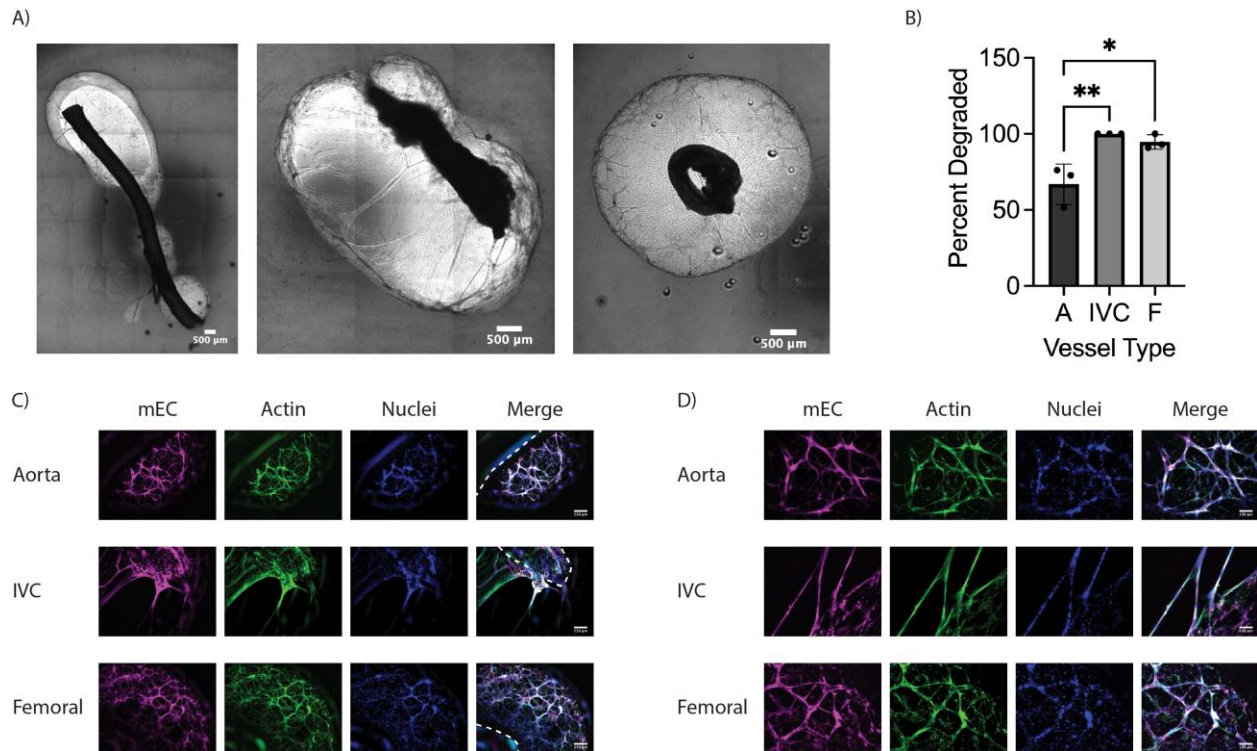 A)
500 µm
500 µm
500 µm
B)
150
100
50
0
Percent Degraded
*
**
A IVC F
Vessel Type
C)
mEC Actin Nuclei Merge
Aorta
IVC
Femoral
D)
mEC Actin Nuclei Merge
Aorta
IVC
Femoral